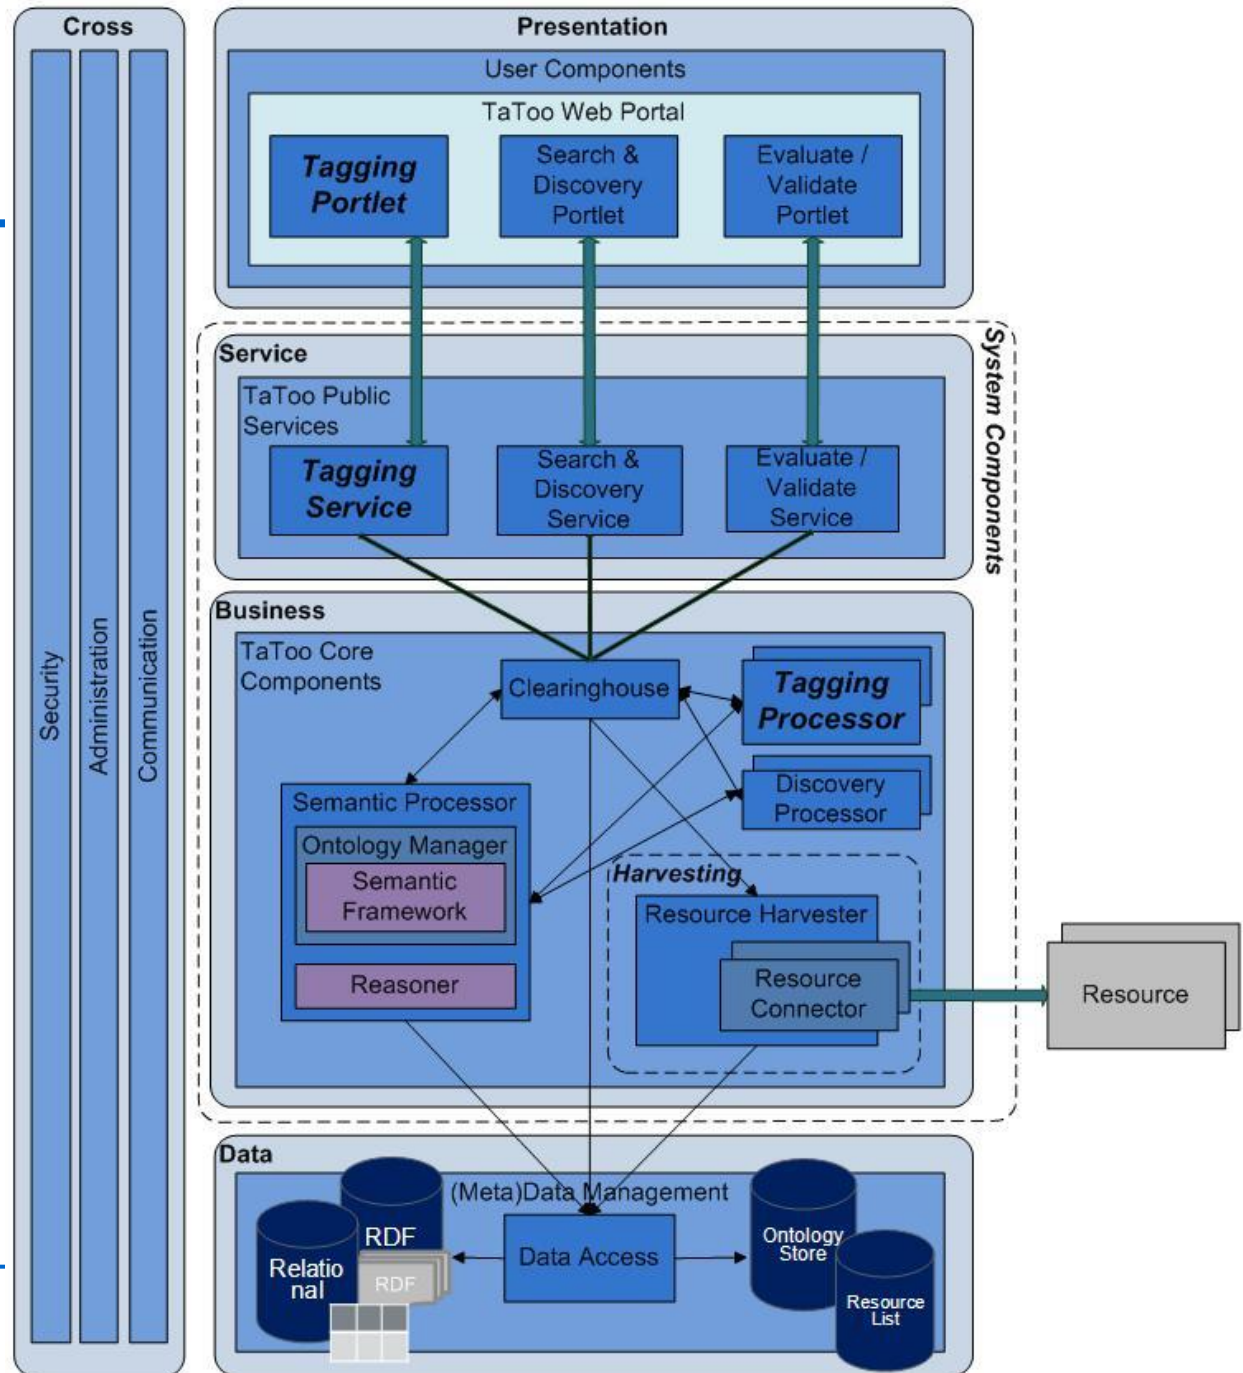 Cross
Security
Administration
Communication
Presentation
User Components
TaToo Web Portal
Tagging
Portlet
Search &
Discovery
Portlet
Evaluate /
Validate
Portlet
System Components
Service
TaToo Public
Services
Tagging
Service
Search &
Discovery
Service
Evaluate /
Validate
Service
Business
TaToo Core
Components
Clearinghouse
Tagging
Processor
Discovery
Processor
Semantic Processor
Ontology Manager
Semantic
Framework
Reasoner
Harvesting
Resource Harvester
Resource
Connector
Resource
Data
(Meta)Data Management
RDF
Relatio
nal
RDF
Data Access
Ontology
Store
Resource
List